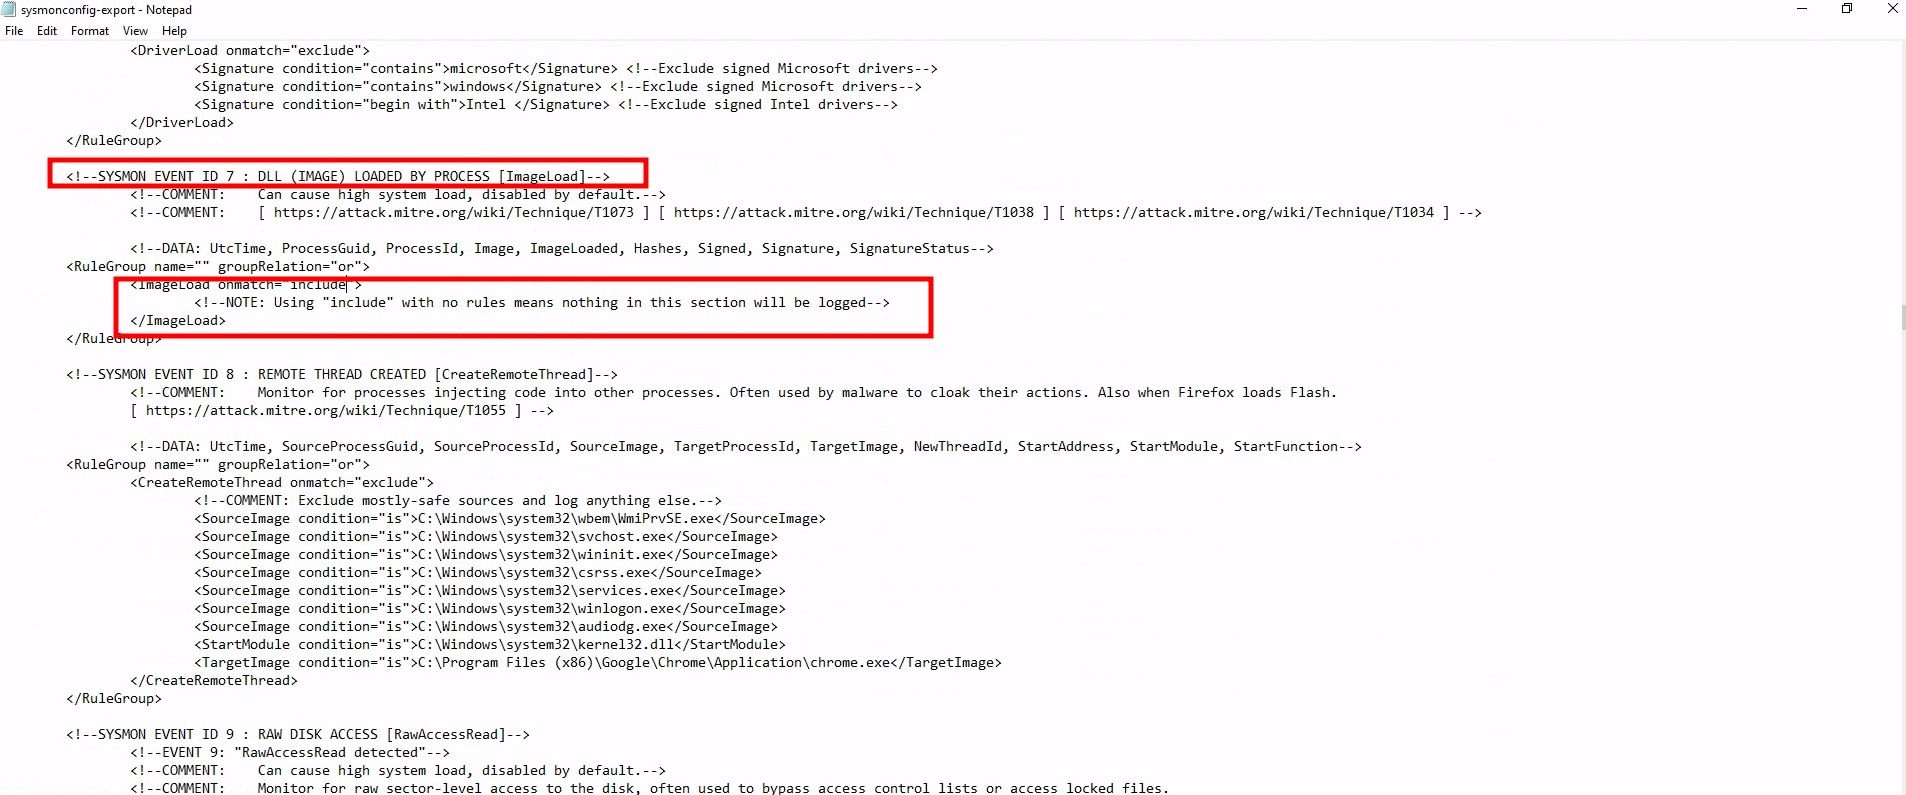 sysmonconfig-export - Notepad
File Edit Format View Help
<DriverLoad onmatch="exclude">
<Signature condition="contains">microsoft</Signature> <!--Exclude signed Microsoft drivers-->
<Signature condition="contains">windows</Signature> <!--Exclude signed Microsoft drivers-->
<Signature condition="begin with">Intel </Signature> <!--Exclude signed Intel drivers-->
</DriverLoad>
</RuleGroup>
<!--SYSMON EVENT ID 7 : DLL (IMAGE) LOADED BY PROCESS [ImageLoad]-->
<!--COMMENT: Can cause high system load, disabled by default.-->
<!--COMMENT: [ https://attack.mitre.org/wiki/Technique/T1073 ] [ https://attack.mitre.org/wiki/Technique/T1038 ] [ https://attack.mitre.org/wiki/Technique/T1034 ] -->
<!--DATA: UtcTime, ProcessGuid, ProcessId, Image, ImageLoaded, Hashes, Signed, Signature, SignatureStatus-->
<RuleGroup name="" groupRelation="or">
<ImageLoad onmatch="include">
<!--NOTE: Using "include" with no rules means nothing in this section will be logged-->
</ImageLoad>
</RuleGroup>
<!--SYSMON EVENT ID 8 : REMOTE THREAD CREATED [CreateRemoteThread]-->
<!--COMMENT: Monitor for processes injecting code into other processes. Often used by malware to cloak their actions. Also when Firefox loads Flash.
[ https://attack.mitre.org/wiki/Technique/T1055 ] -->
<!--DATA: UtcTime, SourceProcessGuid, SourceProcessId, SourceImage, TargetProcessId, TargetImage, NewThreadId, StartAddress, StartModule, StartFunction-->
<RuleGroup name="" groupRelation="or">
<CreateRemoteThread onmatch="exclude">
<!--COMMENT: Exclude mostly-safe sources and log anything else.-->
<SourceImage condition="is">C:\Windows\system32\wbem\WmiPrvSE.exe</SourceImage>
<SourceImage condition="is">C:\Windows\system32\svchost.exe</SourceImage>
<SourceImage condition="is">C:\Windows\system32\wininit.exe</SourceImage>
<SourceImage condition="is">C:\Windows\system32\csrss.exe</SourceImage>
<SourceImage condition="is">C:\Windows\system32\services.exe</SourceImage>
<SourceImage condition="is">C:\Windows\system32\winlogon.exe</SourceImage>
<SourceImage condition="is">C:\Windows\system32\audiodg.exe</SourceImage>
<StartModule condition="is">C:\Windows\system32\kernel32.dll</StartModule>
<TargetImage condition="is">C:\Program Files (x86)\Google\Chrome\Application\chrome.exe</TargetImage>
</CreateRemoteThread>
</RuleGroup>
<!--SYSMON EVENT ID 9 : RAW DISK ACCESS [RawAccessRead]-->
<!--EVENT 9: "RawAccessRead detected"-->
<!--COMMENT: Can cause high system load, disabled by default.-->
<!--COMMENT: Monitor for raw sector-level access to the disk, often used to bypass access control lists or access locked files.